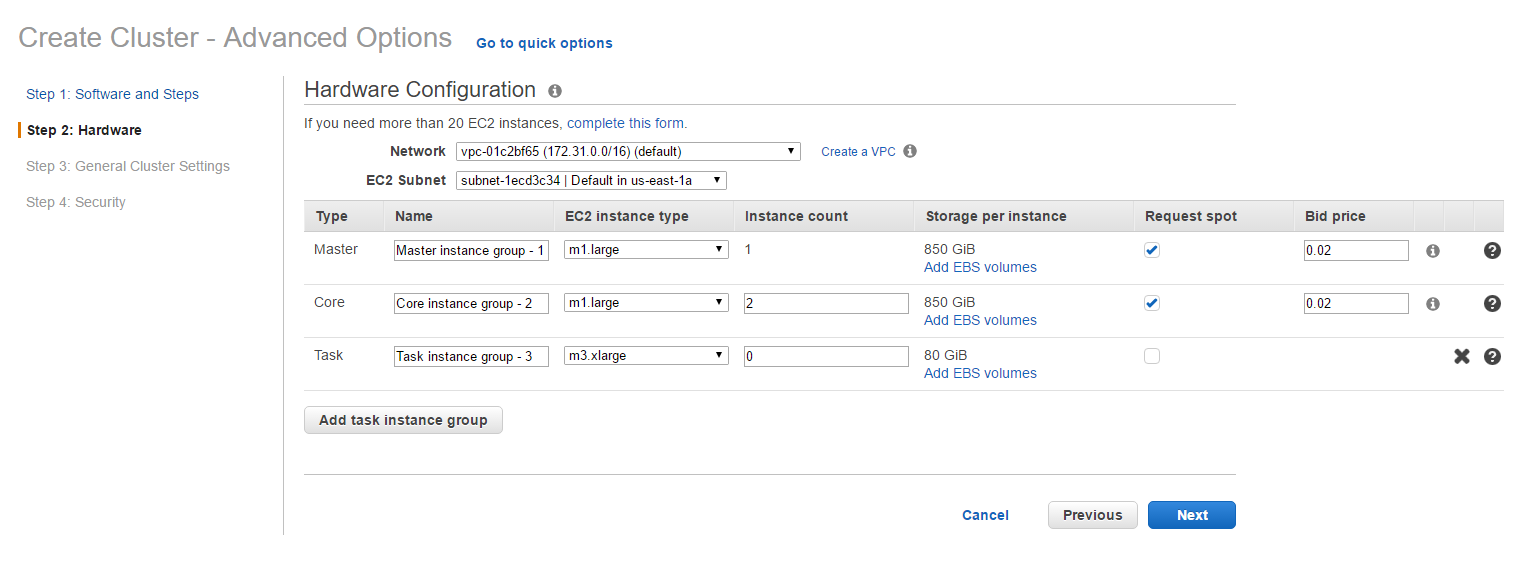 Create Cluster - Advanced Options Go to quick options
Step 1: Software and Steps
Step 2: Hardware
Step 3: General Cluster Settings
Step 4: Security
Hardware Configuration
If you need more than 20 EC2 instances, complete this form.
Network vpc-01c2bf65 (172.31.0.0/16) (default) Create a VPC
EC2 Subnet subnet-1ecd3c34 | Default in us-east-1a
Type Name EC2 instance type Instance count Storage per instance Request spot Bid price
Master Master instance group - 1 m1.large 1 850 GiB 0.02
Add EBS volumes
Core Core instance group - 2 m1.large 2 850 GiB 0.02
Add EBS volumes
Task Task instance group - 3 m3.xlarge 0 80 GiB
Add EBS volumes
Add task instance group
Cancel Previous Next